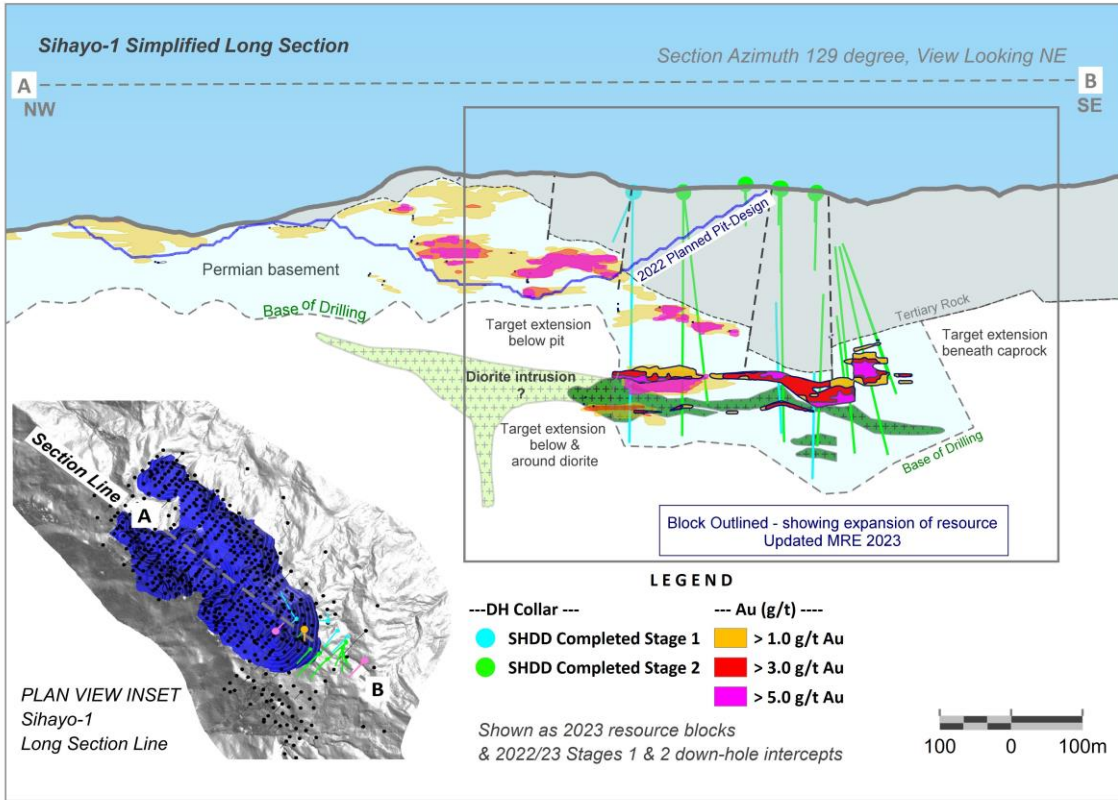 Sihayo-1 Simplified Long Section
Section Azimuth 129 degree, View Looking NE
A
NW
B
SE
2022 Planned Pit-Design
Permian basement
Base of Drilling
Target extension
below pit
Tertiary Rock
Target extension
beneath caprock
Diorite intrusion
?
Target extension
below &
around diorite
Base of Drilling
Block Outlined - showing expansion of resource
Updated MRE 2023
Section Line
A
B
PLAN VIEW INSET
Sihayo-1
Long Section Line
L E G E N D
---DH Collar ---
SHDD Completed Stage 1
SHDD Completed Stage 2
--- Au (g/t) ----
> 1.0 g/t Au
> 3.0 g/t Au
> 5.0 g/t Au
Shown as 2023 resource blocks
& 2022/23 Stages 1 & 2 down-hole intercepts
100 0 100m